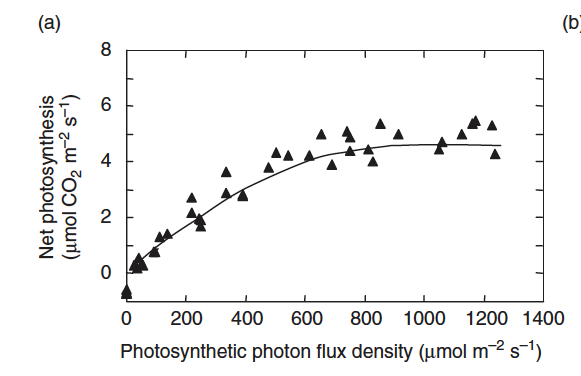 (a)
(b)
8
6
4
2
0
Net photosynthesis
(μmol CO₂ m⁻² s⁻¹)
0 200 400 600 800 1000 1200 1400
Photosynthetic photon flux density (μmol m⁻² s⁻¹)